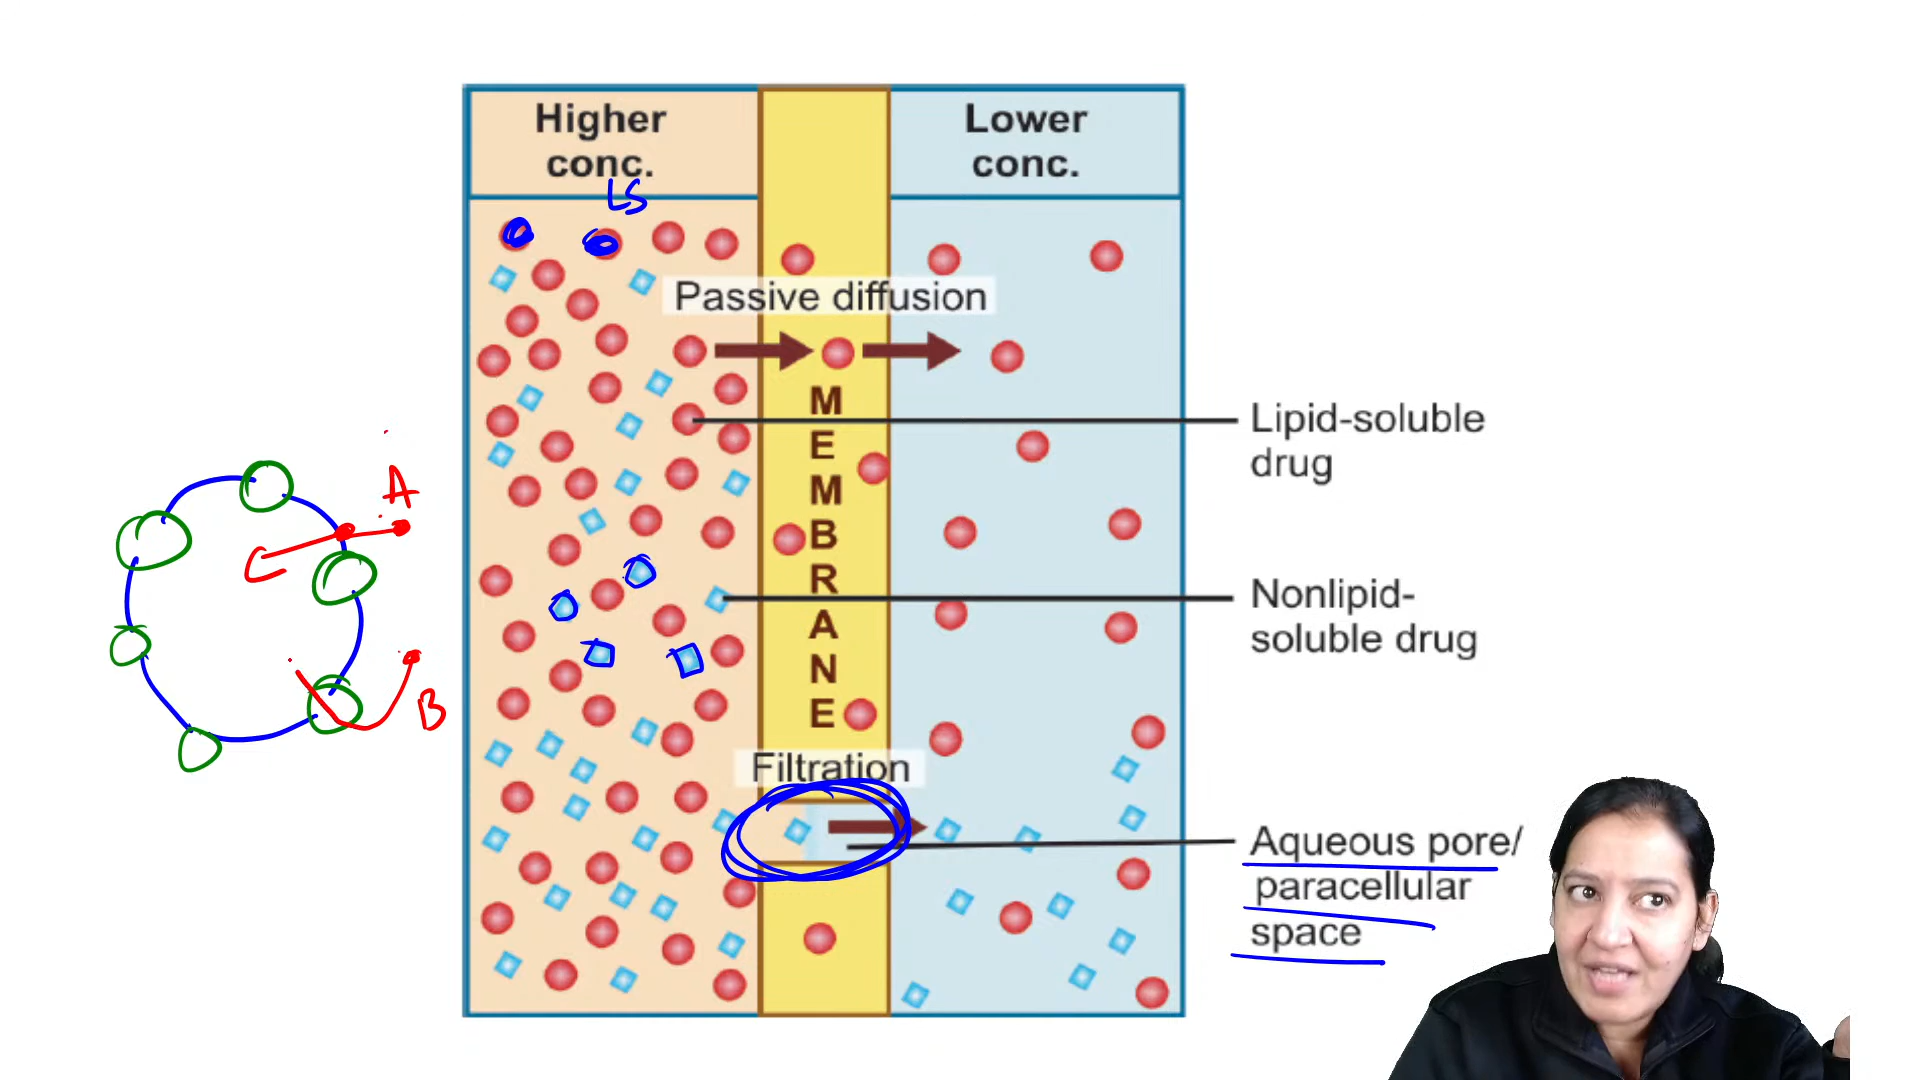 Higher
conc.
LS
Lower
conc.
Passive diffusion
MEMBRANE
Lipid-soluble
drug
Nonlipid-
soluble drug
Filtration
Aqueous pore/
paracellular
space
A
C
B